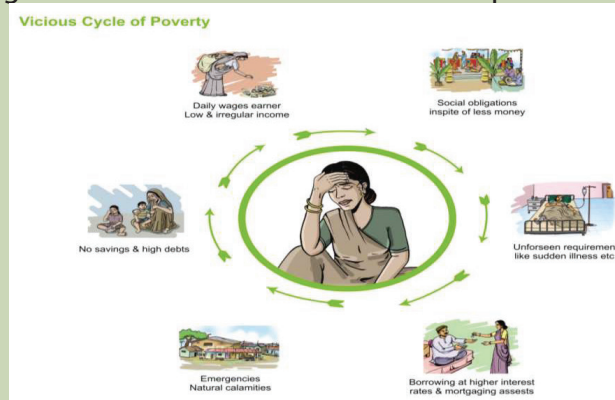 Vicious Cycle of Poverty
Daily wages earner
Low & irregular income
Social obligations
inspite of less money
No savings & high debts
Unforseen requiremen
like sudden illness etc
Emergencies
Natural calamities
Borrowing at higher interest
rates & mortgaging assests